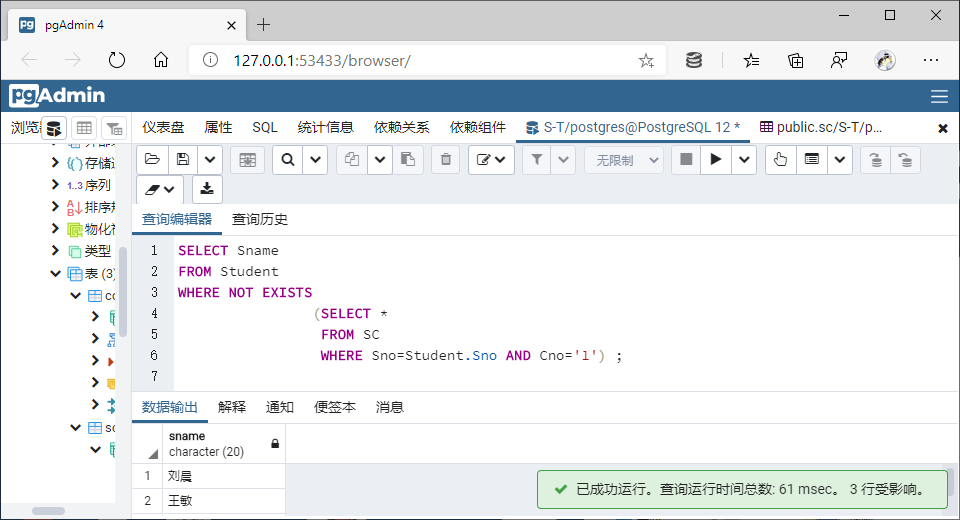 pgAdmin 4
127.0.0.1:53433/browser/
pgAdmin
浏览器 仪表盘 属性 SQL 统计信息 依赖关系 依赖组件 S-T/postgres@PostgreSQL 12 * public.sc/S-T/p...
存储过
无限制
1..3 序列
排序规
物化视
类型
表 (3)
co
sc
查询编辑器 查询历史
1 SELECT Sname
2 FROM Student
3 WHERE NOT EXISTS
4 (SELECT *
5 FROM SC
6 WHERE Sno=Student.Sno AND Cno='1') ;
7
数据输出 解释 通知 便签本 消息
sname
character (20)
1 刘晨
2 王敏
已成功运行。查询运行时间总数: 61 msec。 3 行受影响。